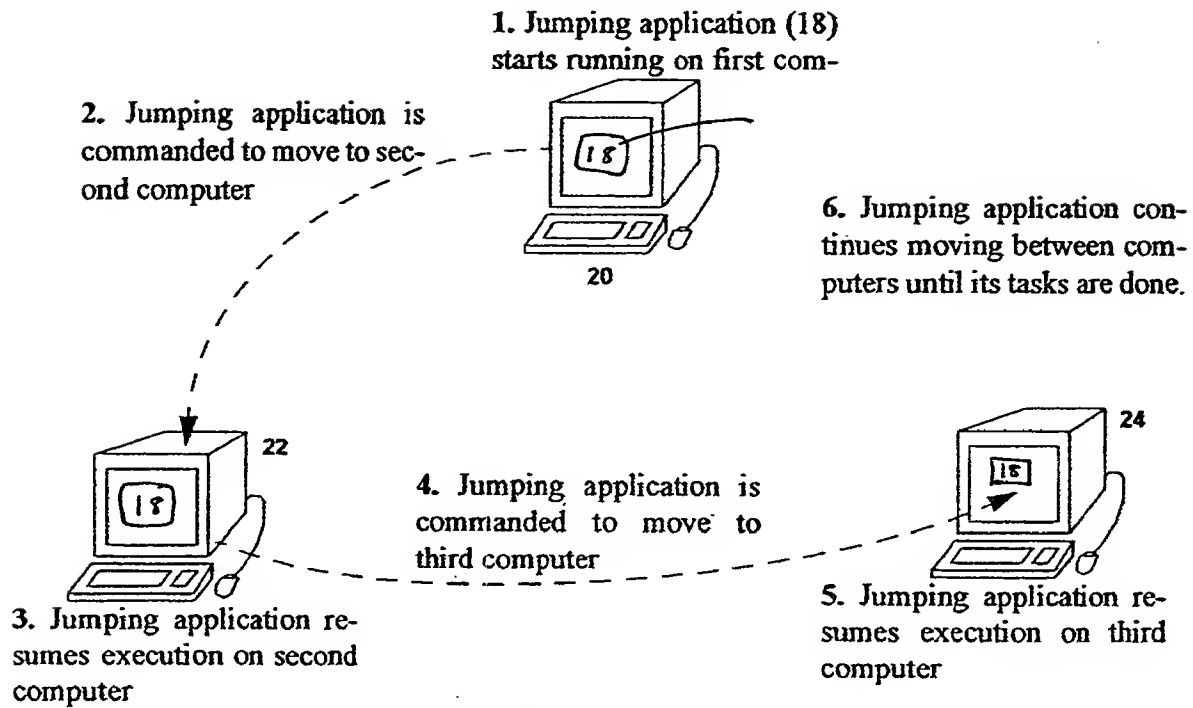 1. Jumping application (18)
starts running on first com-
2. Jumping application is
commanded to move to sec-
ond computer
18
20
6. Jumping application con-
tinues moving between com-
puters until its tasks are done.
22
18
24
18
4. Jumping application is
commanded to move to
third computer
3. Jumping application re-
sumes execution on second
computer
5. Jumping application re-
sumes execution on third
computer